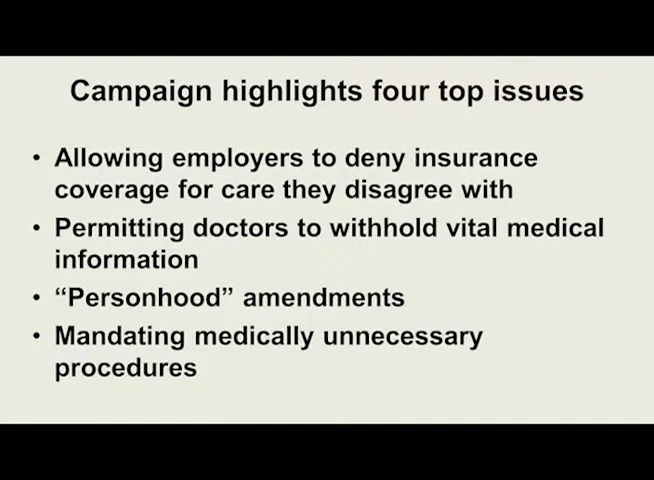 Campaign highlights four top issues
• Allowing employers to deny insurance
coverage for care they disagree with
• Permitting doctors to withhold vital medical
information
• “Personhood” amendments
• Mandating medically unnecessary
procedures